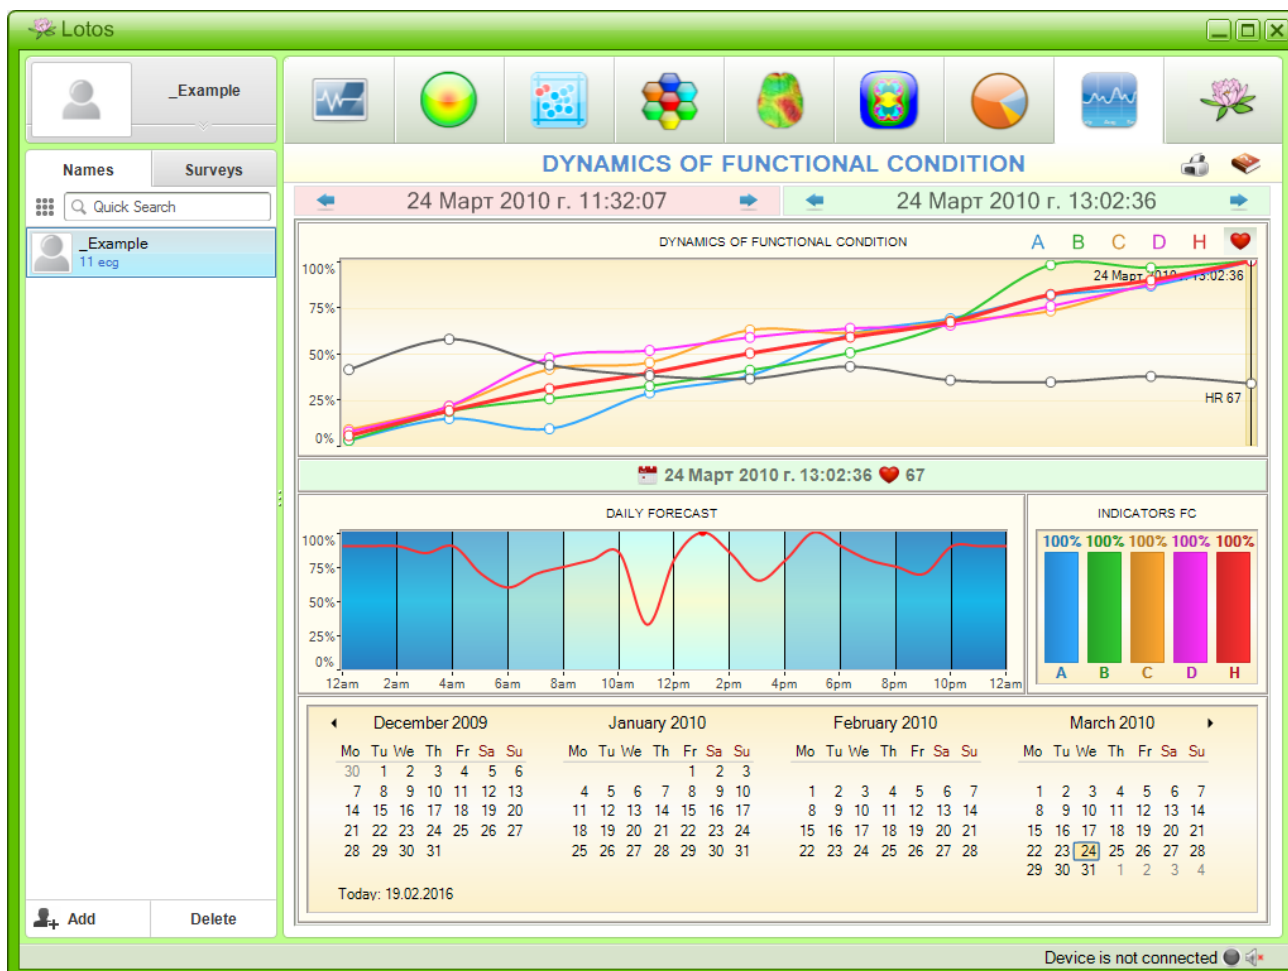 Lotos
_Example
Names Surveys
Quick Search
_Example
11 ecg
Add Delete
DYNAMICS OF FUNCTIONAL CONDITION
24 Март 2010 г. 11:32:07 24 Март 2010 г. 13:02:36
DYNAMICS OF FUNCTIONAL CONDITION A B C D H
100%
75%
50%
25%
0%
24 Март 2010 г. 13:02:36
HR 67
24 Март 2010 г. 13:02:36 67
DAILY FORECAST
100%
75%
50%
25%
0%
12am 2am 4am 6am 8am 10am 12pm 2pm 4pm 6pm 8pm 10pm 12am
INDICATORS FC
100% 100% 100% 100% 100%
A B C D H
December 2009
Mo Tu We Th Fr Sa Su
30 1 2 3 4 5 6
7 8 9 10 11 12 13
14 15 16 17 18 19 20
21 22 23 24 25 26 27
28 29 30 31
January 2010
Mo Tu We Th Fr Sa Su
1 2 3
4 5 6 7 8 9 10
11 12 13 14 15 16 17
18 19 20 21 22 23 24
25 26 27 28 29 30 31
February 2010
Mo Tu We Th Fr Sa Su
1 2 3 4 5 6 7
8 9 10 11 12 13 14
15 16 17 18 19 20 21
22 23 24 25 26 27 28
March 2010
Mo Tu We Th Fr Sa Su
1 2 3 4 5 6 7
8 9 10 11 12 13 14
15 16 17 18 19 20 21
22 23 24 25 26 27 28
29 30 31 1 2 3 4
Today: 19.02.2016
Device is not connected